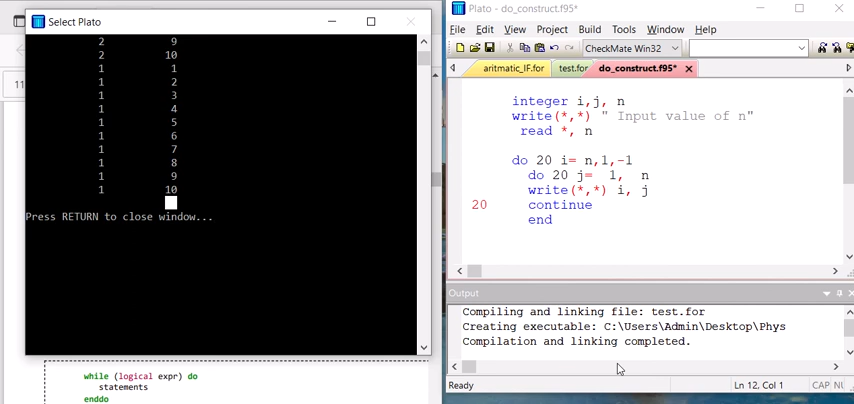 Select Plato
2 9
2 10
1 1
1 2
1 3
1 4
1 5
1 6
1 7
1 8
1 9
1 10
Press RETURN to close window...
11
while (logical expr) do
statements
enddo
Plato - do_construct.f95*
File Edit View Project Build Tools Window Help
CheckMate Win32
aritmatic_IF.for test.for do_construct.f95*
integer i,j, n
write(*,*) " Input value of n"
read *, n
do 20 i= n,1,-1
do 20 j= 1, n
write(*,*) i, j
20 continue
end
Output
Compiling and linking file: test.for
Creating executable: C:\Users\Admin\Desktop\Phys
Compilation and linking completed.
Ready Ln 12, Col 1 CAP NU